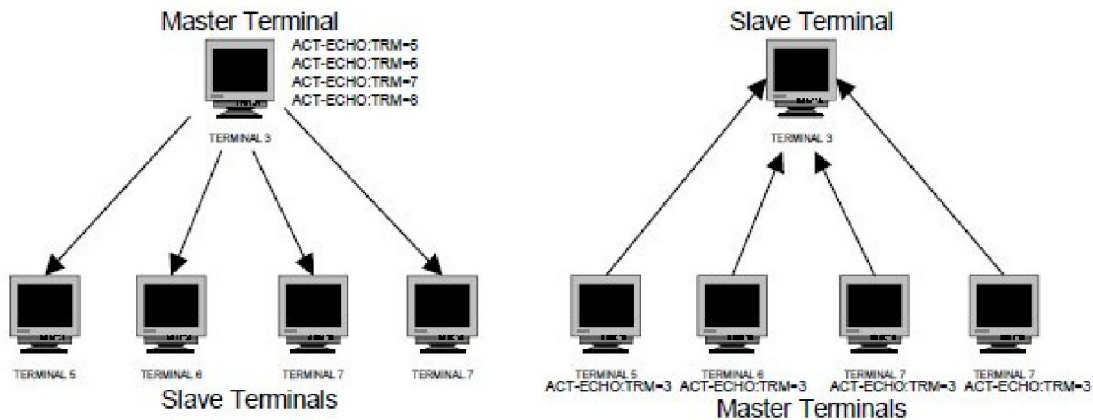 Master Terminal
ACT-ECHO:TRM=5
ACT-ECHO:TRM=6
ACT-ECHO:TRM=7
ACT-ECHO:TRM=8
TERMINAL 3
TERMINAL 5
TERMINAL 6
TERMINAL 7
TERMINAL 7
Slave Terminals
Slave Terminal
TERMINAL 3
TERMINAL 5
TERMINAL 6
TERMINAL 7
TERMINAL 7
ACT-ECHO:TRM=3
ACT-ECHO:TRM=3
ACT-ECHO:TRM=3
ACT-ECHO:TRM=3
Master Terminals